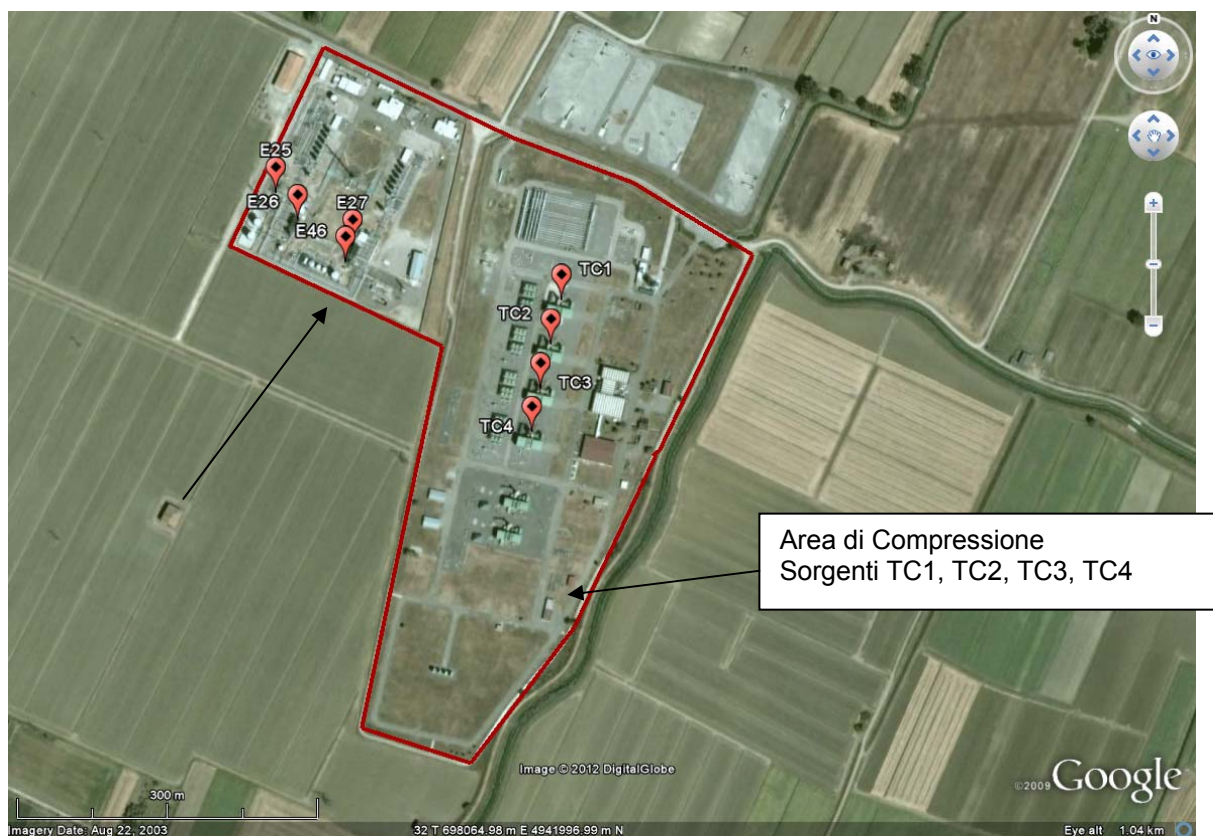 N
E25
E26
E27
E46
TC1
TC2
TC3
TC4
Area di Compressione
Sorgenti TC1, TC2, TC3, TC4
Image © 2012 DigitalGlobe
©2009 Google
300 m
Imagery Date: Aug 22, 2003
32 T 698064.98 m E 4941996.99 m N
Eye alt 1.04 km